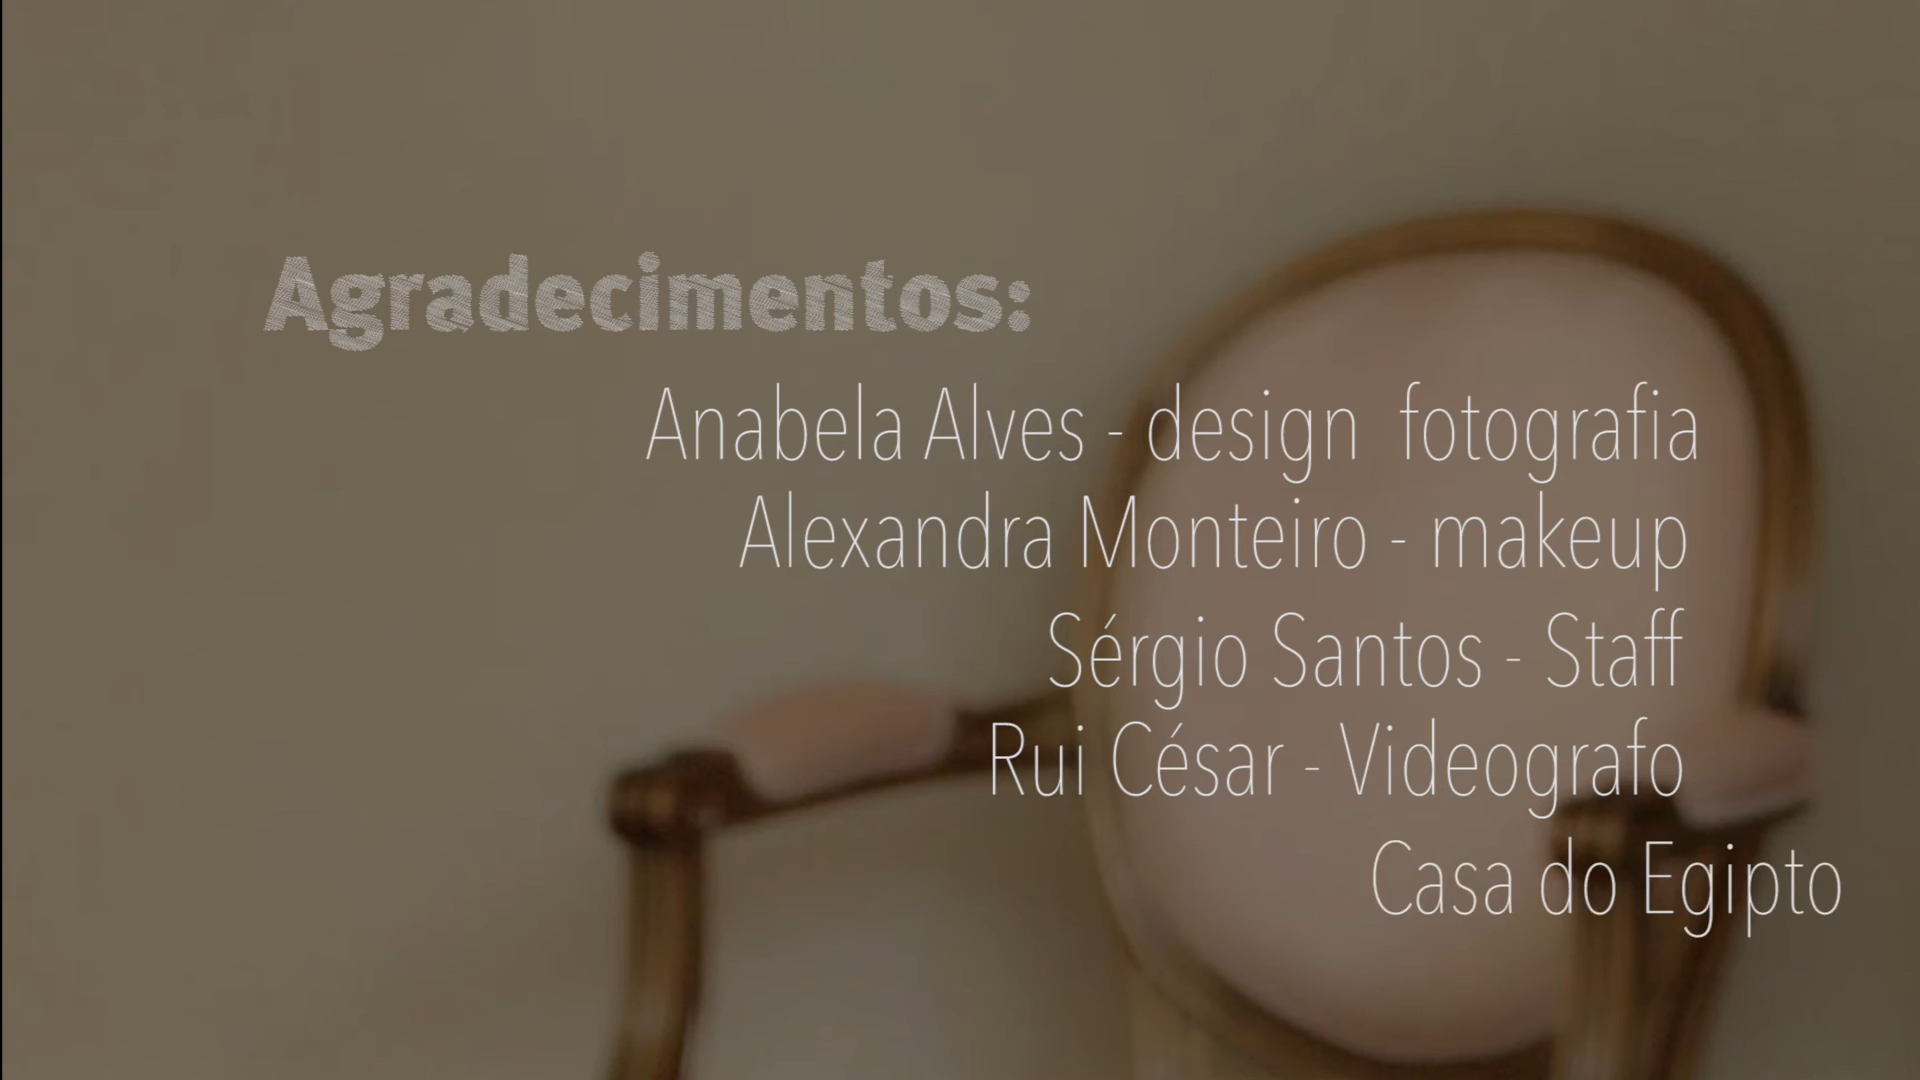 Agradecimentos:
Anabela Alves - design fotografia
Alexandra Monteiro - makeup
Sérgio Santos - Staff
Rui César - Videografo
Casa do Egipto